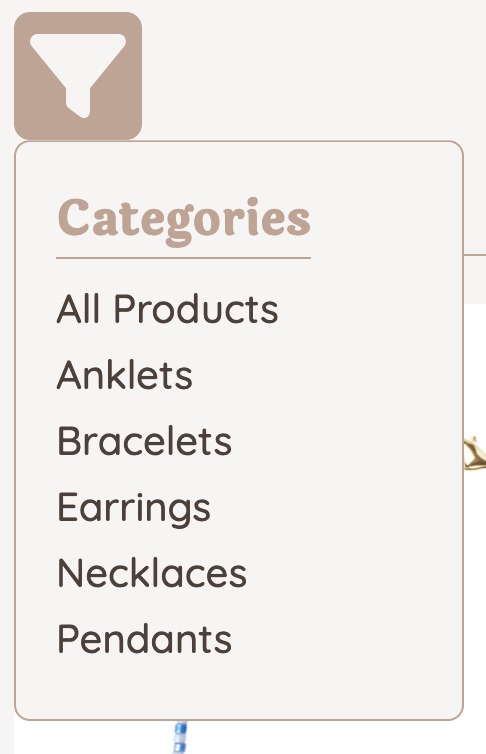 Categories
All Products
Anklets
Bracelets
Earrings
Necklaces
Pendants